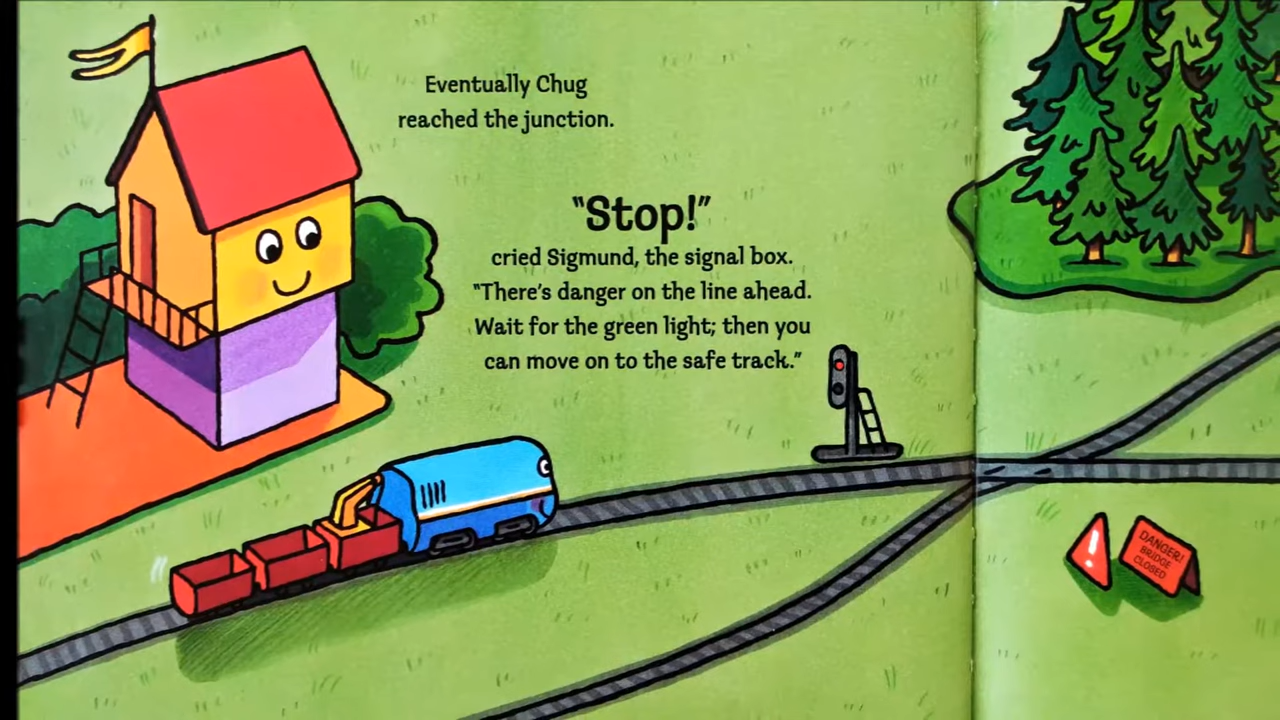 Eventually Chug
reached the junction.
"Stop!"
cried Sigmund, the signal box.
"There's danger on the line ahead.
Wait for the green light; then you
can move on to the safe track."
DANGER!
BRIDGE
CLOSED